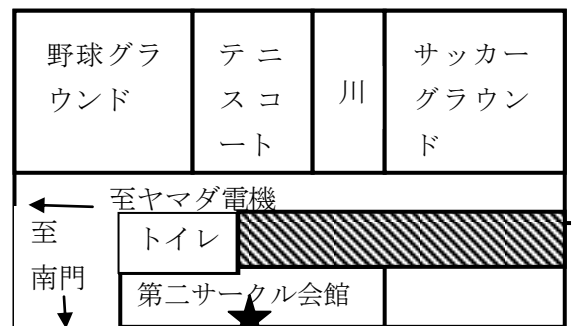 野球グラ
ウンド
テニ
スコ
ート
川
サッカー
グラウン
ド
至ヤマダ電機
至
南門
トイレ
第二サークル会館